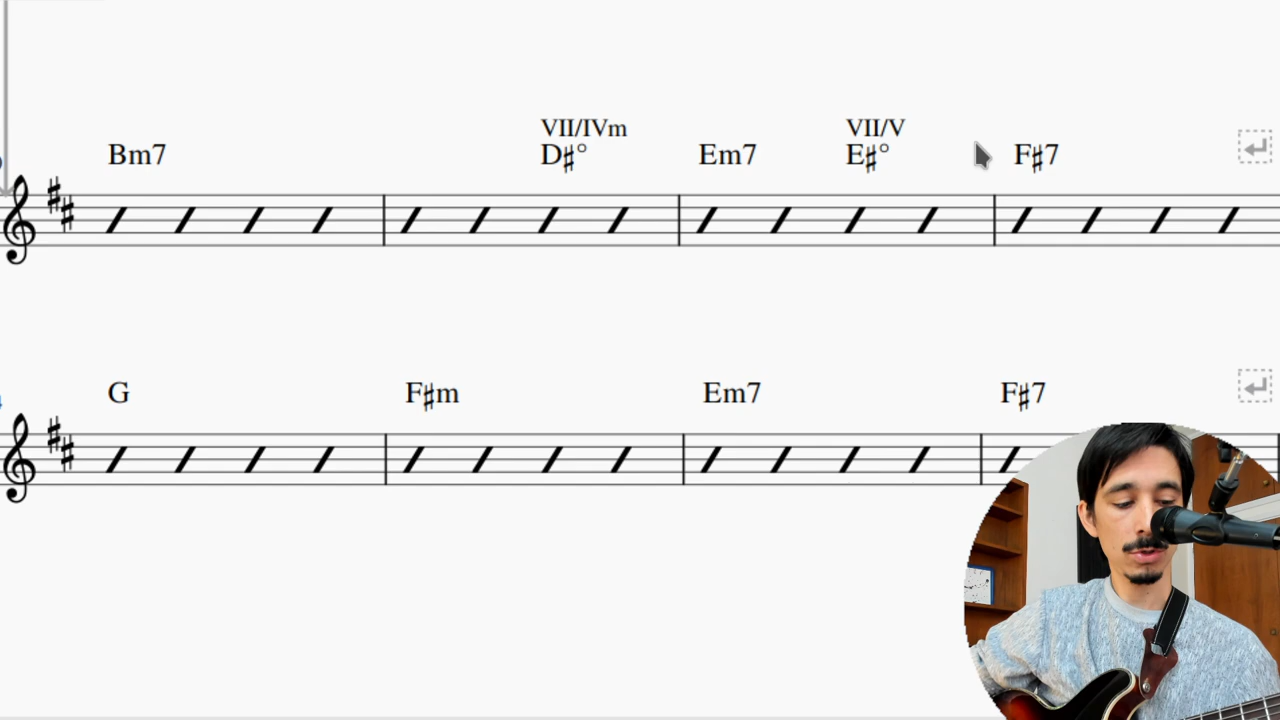 VII/IVm VII/V
Bm7 D♯° Em7 E♯° F♯7
G F♯m Em7 F♯7